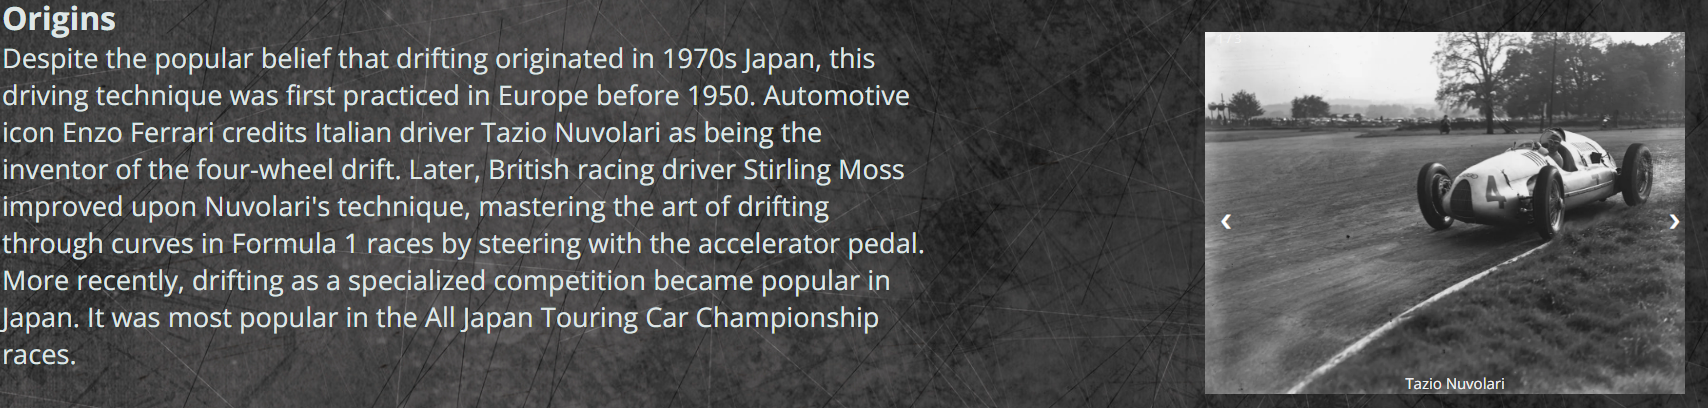 Origins
Despite the popular belief that drifting originated in 1970s Japan, this
driving technique was first practiced in Europe before 1950. Automotive
icon Enzo Ferrari credits Italian driver Tazio Nuvolari as being the
inventor of the four-wheel drift. Later, British racing driver Stirling Moss
improved upon Nuvolari's technique, mastering the art of drifting
through curves in Formula 1 races by steering with the accelerator pedal.
More recently, drifting as a specialized competition became popular in
Japan. It was most popular in the All Japan Touring Car Championship
races.
4
Tazio Nuvolari